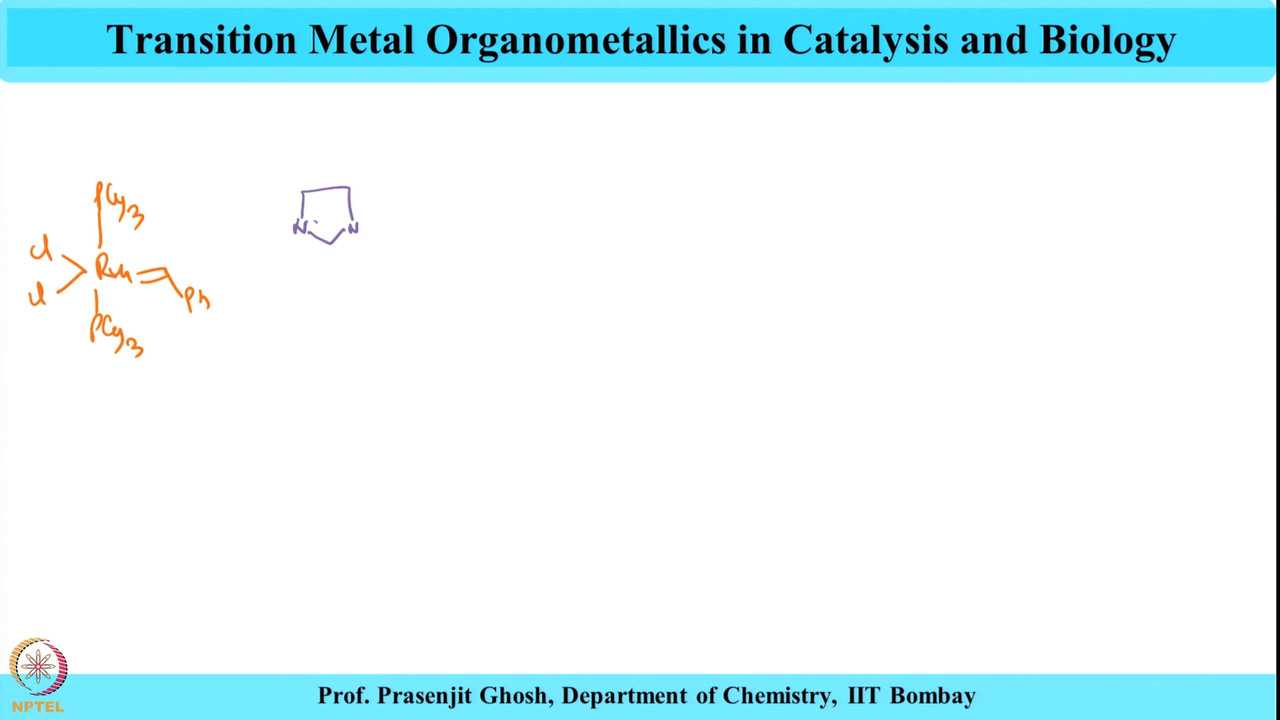 Transition Metal Organometallics in Catalysis and Biology
PCy3
Cl
Ru
Cl
Ph
PCy3
N N
NPTEL
Prof. Prasenjit Ghosh, Department of Chemistry, IIT Bombay